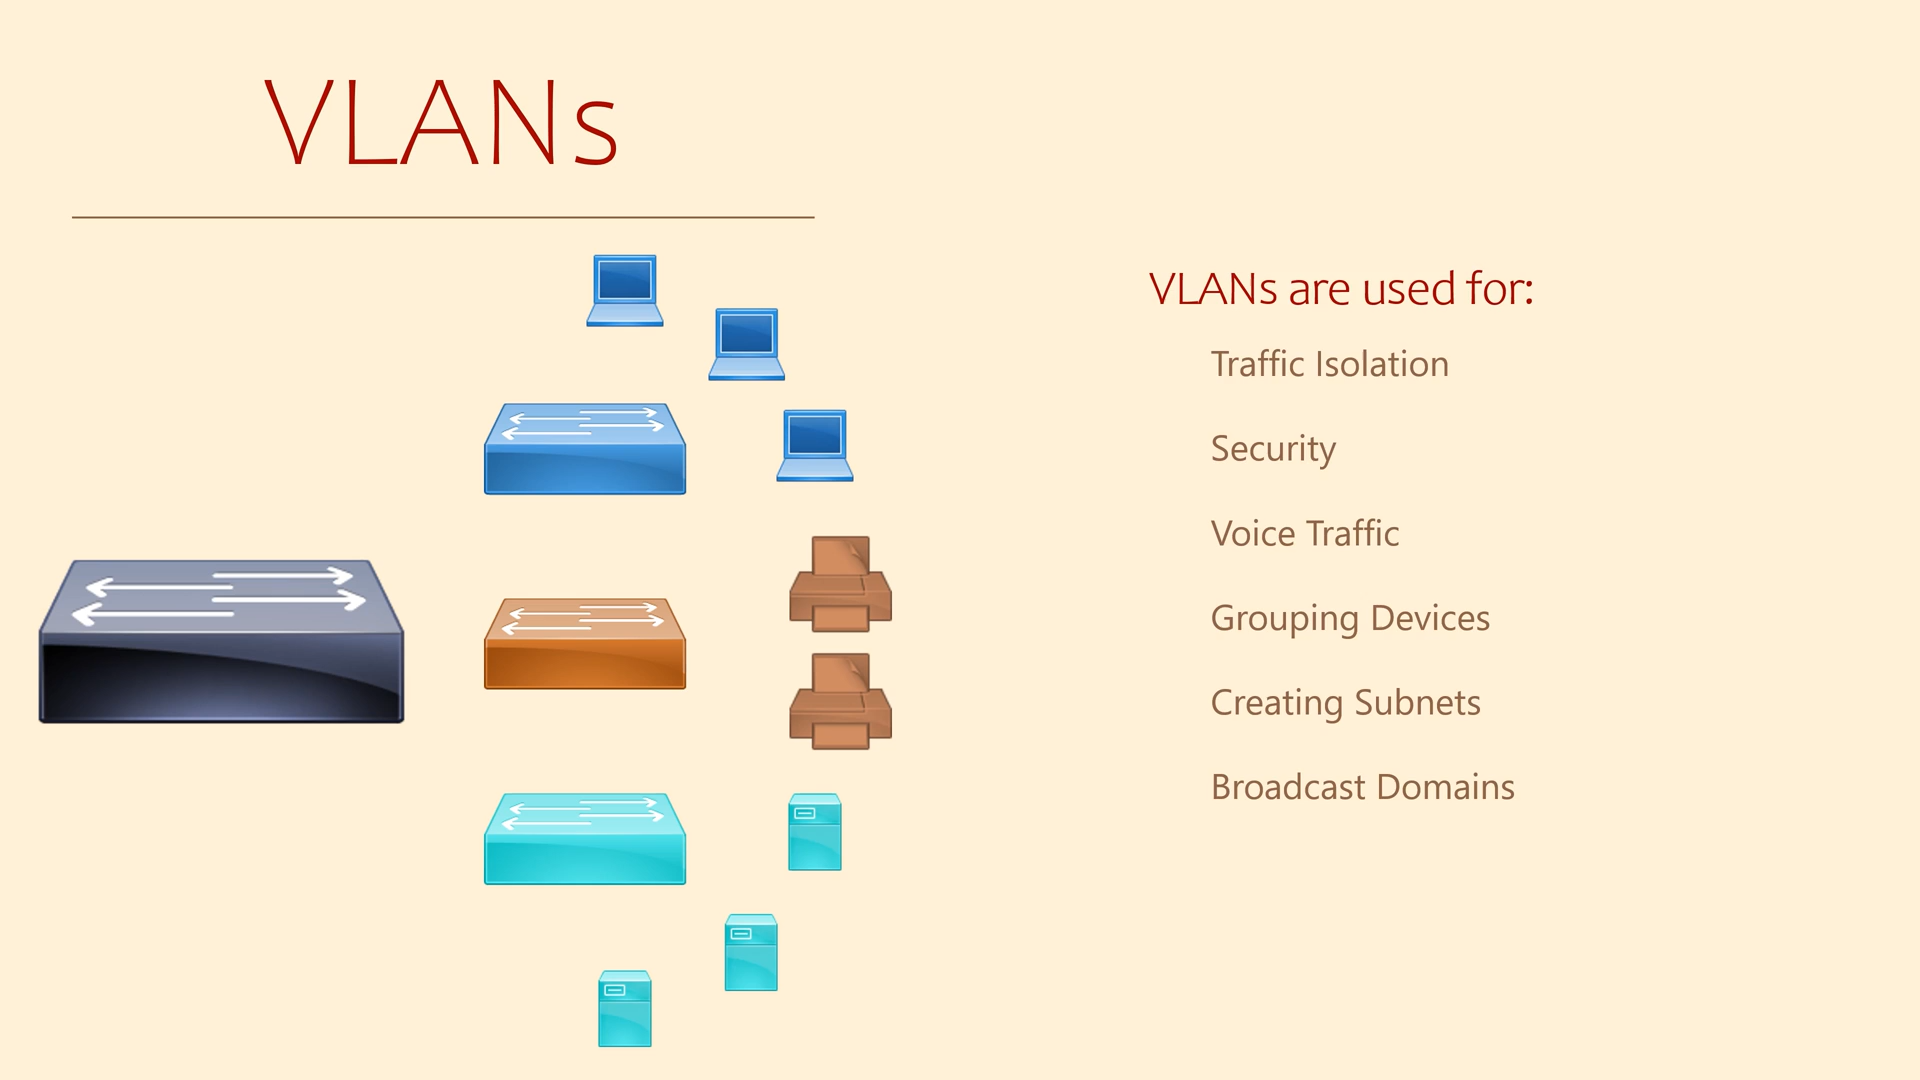 VLANs
VLANs are used for:
Traffic Isolation
Security
Voice Traffic
Grouping Devices
Creating Subnets
Broadcast Domains